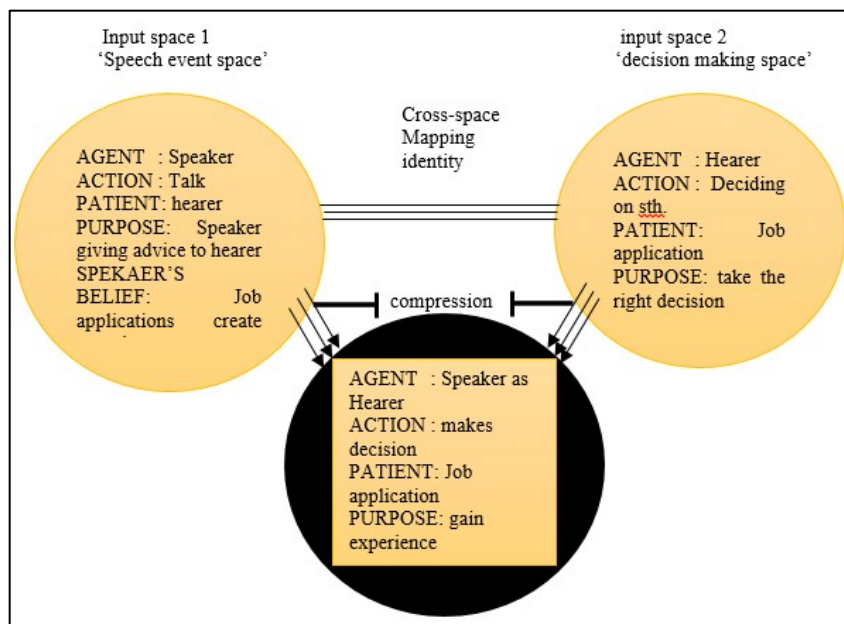 Input space 1
‘Speech event space’
input space 2
‘decision making space’
Cross-space
Mapping
identity
AGENT : Speaker
ACTION : Talk
PATIENT: hearer
PURPOSE: Speaker
giving advice to hearer
SPEKAER’S
BELIEF: Job
applications create
AGENT : Hearer
ACTION : Deciding
on sth.
PATIENT: Job
application
PURPOSE: take the
right decision
compression
AGENT : Speaker as
Hearer
ACTION : makes
decision
PATIENT: Job
application
PURPOSE: gain
experience